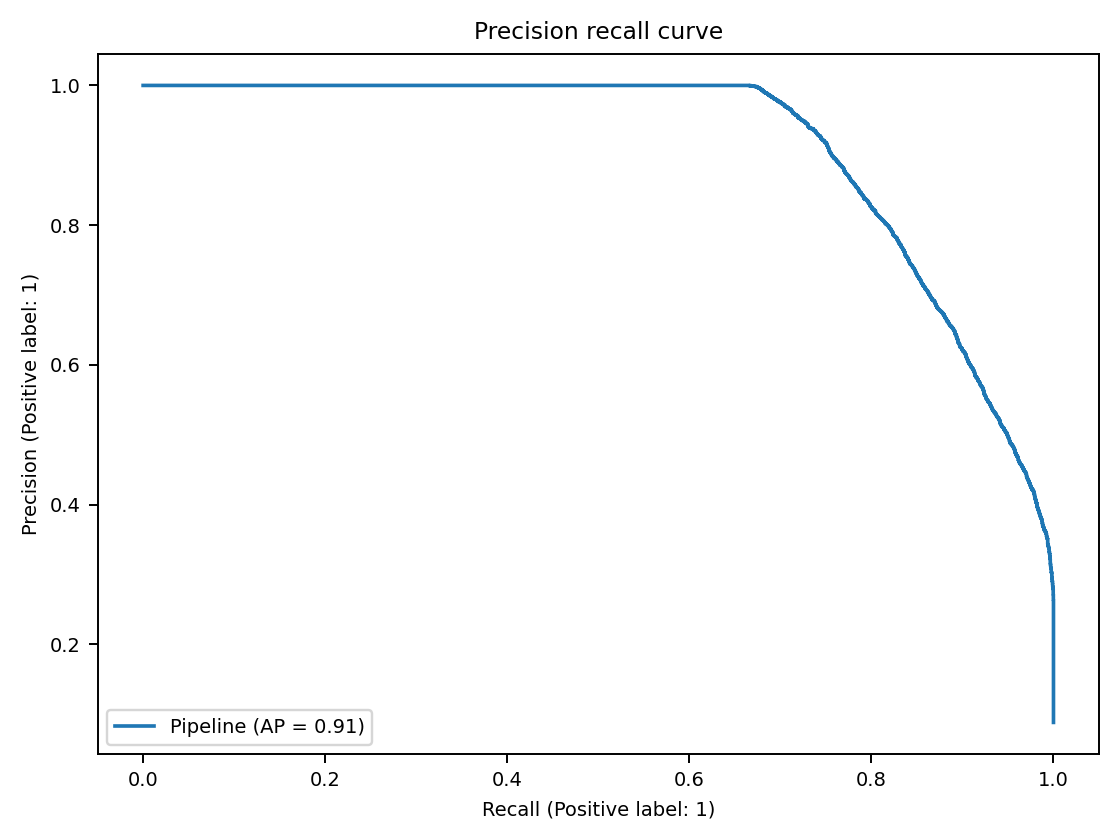 Precision recall curve
Precision (Positive label: 1)
1.0
0.8
0.6
0.4
0.2
Pipeline (AP = 0.91)
0.0
0.2
0.4
0.6
0.8
1.0
Recall (Positive label: 1)